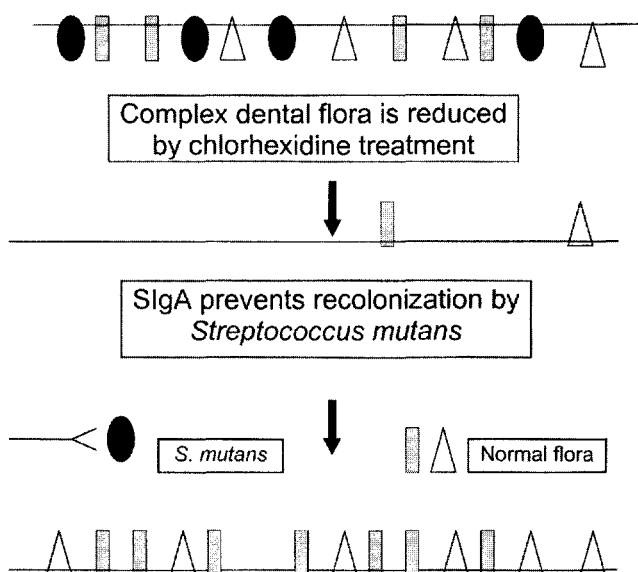 Complex dental flora is reduced
by chlorhexidine treatment
SIgA prevents recolonization by
Streptococcus mutans
S. mutans
Normal flora